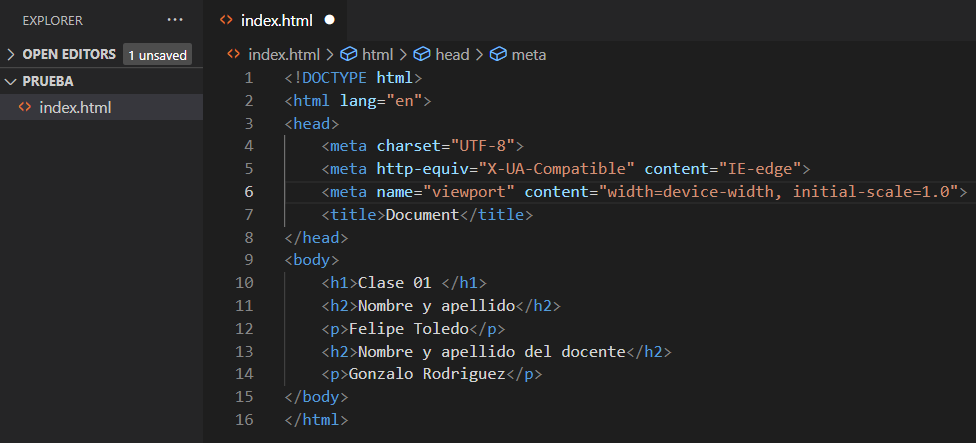 EXPLORER ···
OPEN EDITORS 1 unsaved
PRUEBA
index.html
index.html
index.html > html > head > meta
1 <!DOCTYPE html>
2 <html lang="en">
3 <head>
4     <meta charset="UTF-8">
5     <meta http-equiv="X-UA-Compatible" content="IE-edge">
6     <meta name="viewport" content="width=device-width, initial-scale=1.0">
7     <title>Document</title>
8 </head>
9 <body>
10     <h1>Clase 01 </h1>
11     <h2>Nombre y apellido</h2>
12     <p>Felipe Toledo</p>
13     <h2>Nombre y apellido del docente</h2>
14     <p>Gonzalo Rodriguez</p>
15 </body>
16 </html>